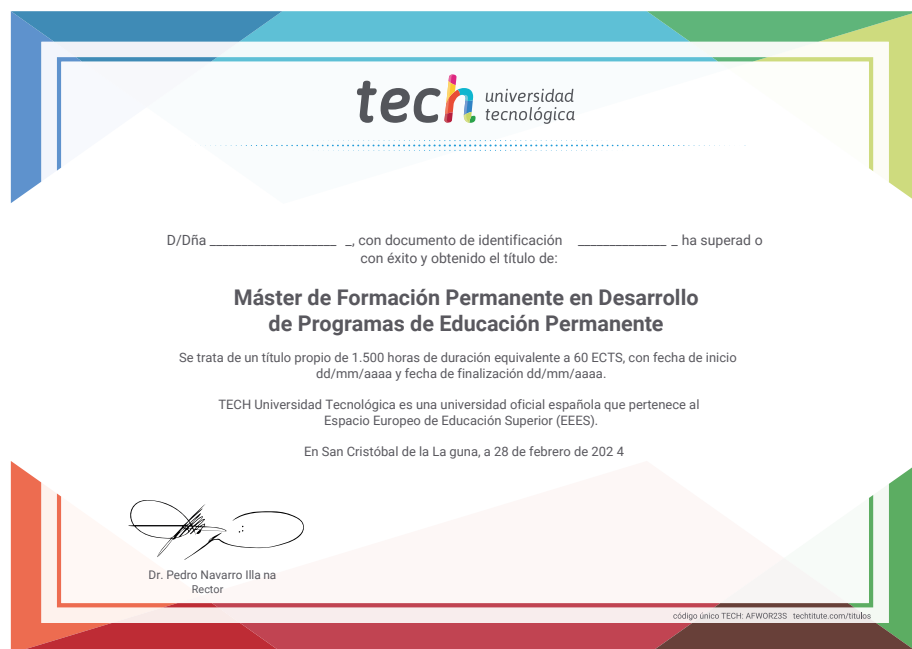 tech universidad
tecnológica
D/Dña ____________________ _, con documento de identificación ______________ _ ha superad o
con éxito y obtenido el título de:
Máster de Formación Permanente en Desarrollo
de Programas de Educación Permanente
Se trata de un título propio de 1.500 horas de duración equivalente a 60 ECTS, con fecha de inicio
dd/mm/aaaa y fecha de finalización dd/mm/aaaa.
TECH Universidad Tecnológica es una universidad oficial española que pertenece al
Espacio Europeo de Educación Superior (EEES).
En San Cristóbal de la La guna, a 28 de febrero de 202 4
Dr. Pedro Navarro Illa na
Rector
código único TECH: AFWOR23S techtitute.com/titulos